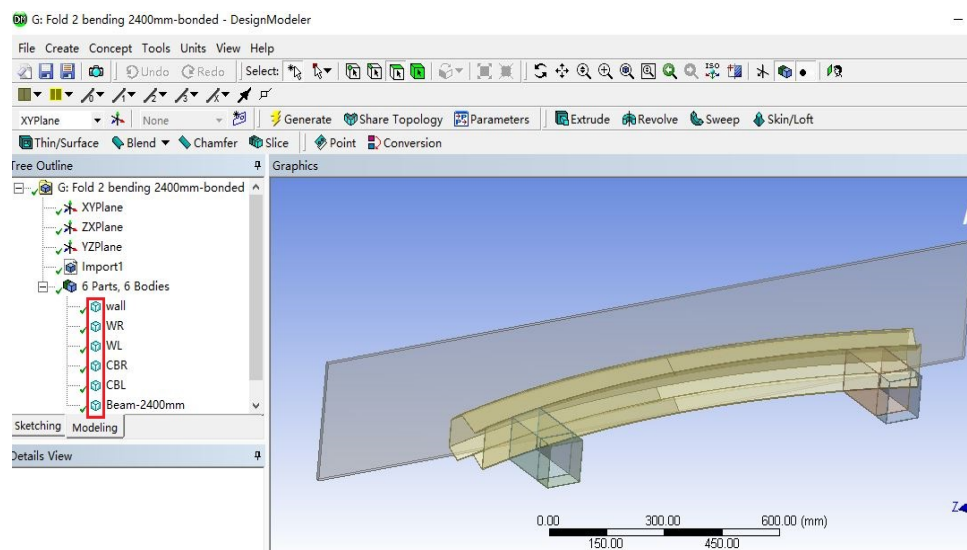 G: Fold 2 bending 2400mm-bonded - DesignModeler
File Create Concept Tools Units View Help
Undo Redo Select:
XYPlane None Generate Share Topology Parameters Extrude Revolve Sweep Skin/Loft
Thin/Surface Blend Chamfer Slice Point Conversion
Tree Outline
Graphics
G: Fold 2 bending 2400mm-bonded
XYPlane
ZXPlane
YZPlane
Import1
6 Parts, 6 Bodies
wall
WR
WL
CBR
CBL
Beam-2400mm
Sketching Modeling
Details View
0.00 300.00 600.00 (mm)
150.00 450.00
Z